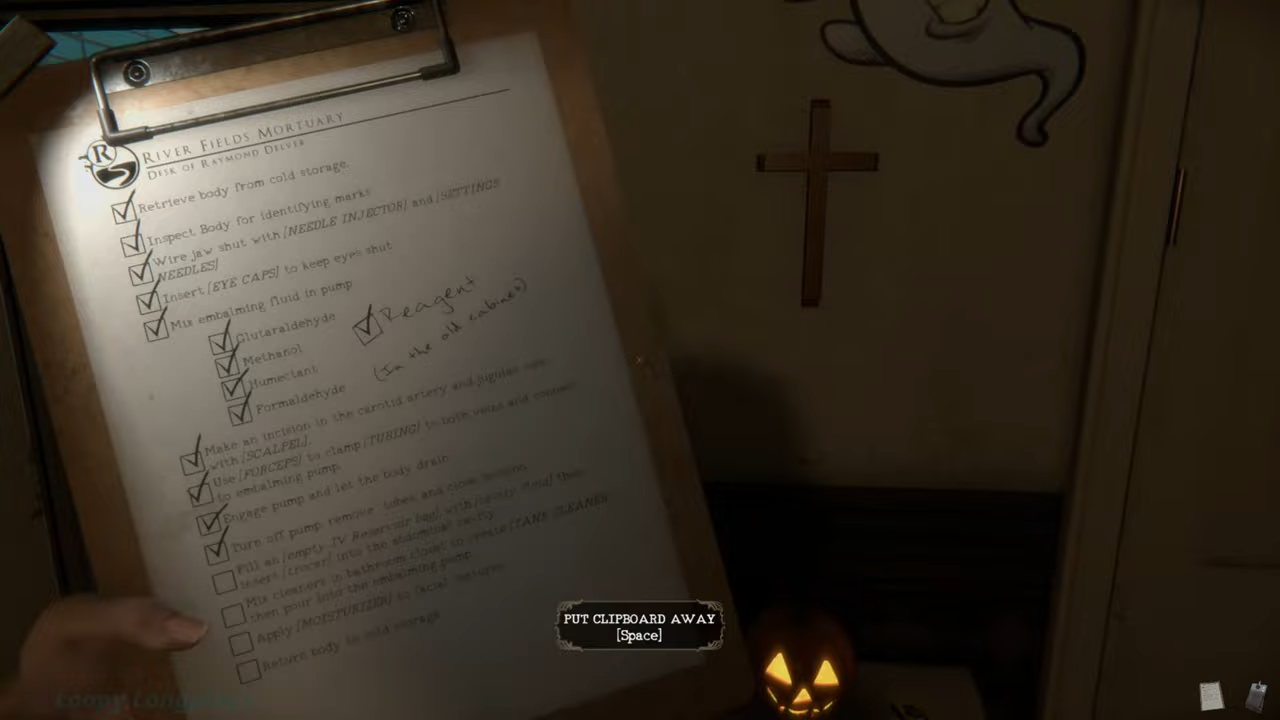 RIVER FIELDS MORTUARY
DESK OF RAYMOND DELVER
R
Retrieve body from cold storage.
Inspect Body for identifying marks
Wire jaw shut with [NEEDLE INJECTOR] and [SETTINGS
NEEDLES]
Insert [EYE CAPS] to keep eyes shut
Mix embalming fluid in pump
Glutaraldehyde
Methanol
Humectant
Formaldehyde
Reagent
(In the old cabinet)
Make an incision in the carotid artery and jugular
with [SCALPEL].
Use [FORCEPS] to clamp [TUBING] to both veins and connect
to embalming pump.
Engage pump and let the body drain
Turn off pump, remove tubes and close incision.
Fill an [empty IV Reservoir Bag], with [cavity fluid] then
insert [trocar] into the abdominal cavity
Mix cleaners in bathroom closet to create [TANK CLEANER]
then pour into the embalming pump
Apply [MOISTURIZER] to facial features
Return body to cold storage
PUT CLIPBOARD AWAY
[Space]